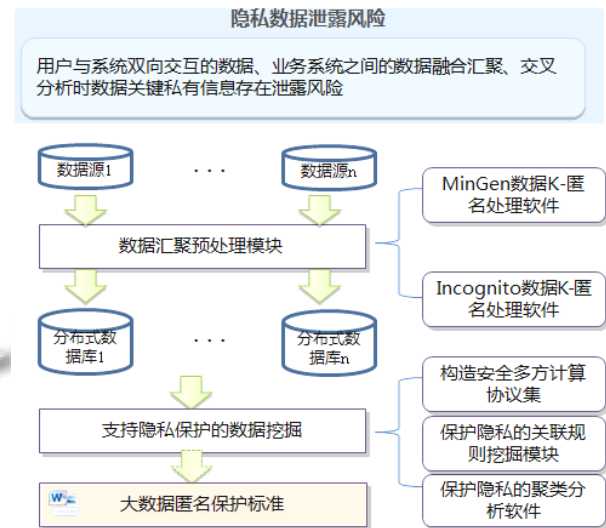 隐私数据泄露风险
用户与系统双向交互的数据、业务系统之间的数据融合汇聚、交叉
分析时数据关键私有信息存在泄露风险
数据源1
. . .
数据源n
MinGen数据K-匿
名处理软件
数据汇聚预处理模块
Incognito数据K-匿
名处理软件
分布式数
据库1
. . .
分布式数
据库n
构造安全多方计算
协议集
支持隐私保护的数据挖掘
保护隐私的关联规
则挖掘模块
保护隐私的聚类分
析软件
W
大数据匿名保护标准